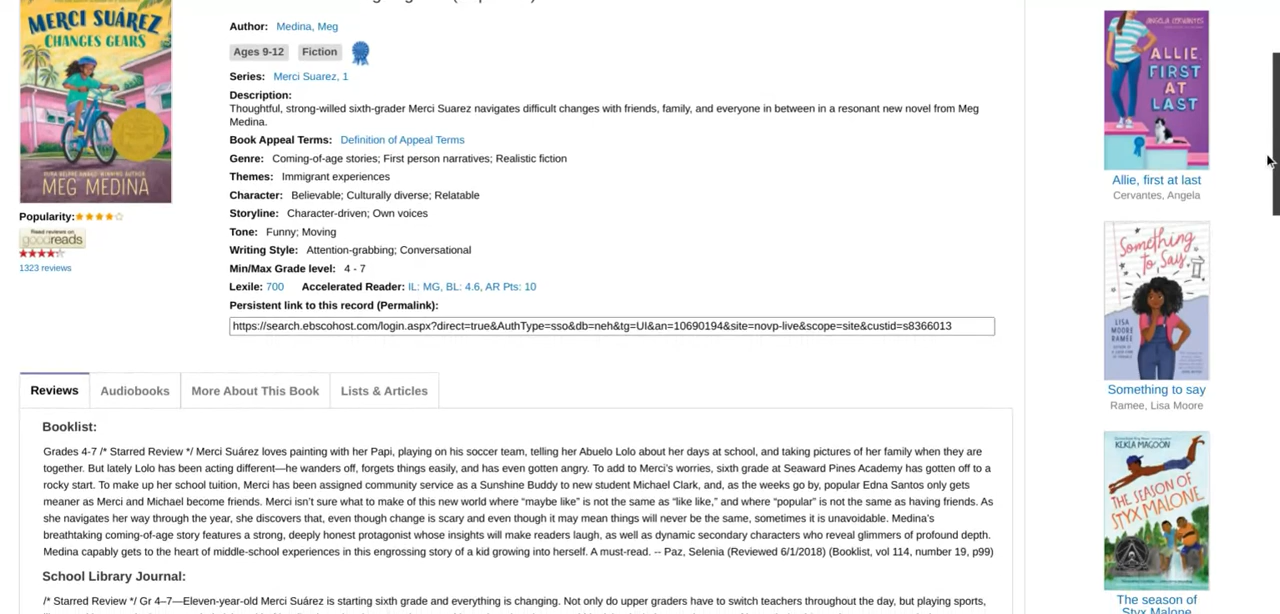 MERCI SUÁREZ
CHANGES GEARS
MEG MEDINA
Popularity:
Read reviews on
goodreads
1323 reviews
Author: Medina, Meg
Ages 9-12 Fiction
Series: Merci Suarez, 1
Description:
Thoughtful, strong-willed sixth-grader Merci Suarez navigates difficult changes with friends, family, and everyone in between in a resonant new novel from Meg
Medina.
Book Appeal Terms: Definition of Appeal Terms
Genre: Coming-of-age stories; First person narratives; Realistic fiction
Themes: Immigrant experiences
Character: Believable; Culturally diverse; Relatable
Storyline: Character-driven; Own voices
Tone: Funny; Moving
Writing Style: Attention-grabbing; Conversational
Min/Max Grade level: 4 - 7
Lexile: 700 Accelerated Reader: IL: MG, BL: 4.6, AR Pts: 10
Persistent link to this record (Permalink):
https://search.ebscohost.com/login.aspx?direct=true&AuthType=sso&db=neh&tg=UI&an=10690194&site=novp-live&scope=site&custid=s8366013
Reviews Audiobooks More About This Book Lists & Articles
Booklist:
Grades 4-7 /* Starred Review */ Merci Suárez loves painting with her Papi, playing on his soccer team, telling her Abuelo Lolo about her days at school, and taking pictures of her family when they are
together. But lately Lolo has been acting different—he wanders off, forgets things easily, and has even gotten angry. To add to Merci’s worries, sixth grade at Seaward Pines Academy has gotten off to a
rocky start. To make up her school tuition, Merci has been assigned community service as a Sunshine Buddy to new student Michael Clark, and, as the weeks go by, popular Edna Santos only gets
meaner as Merci and Michael become friends. Merci isn’t sure what to make of this new world where “maybe like” is not the same as “like like,” and where “popular” is not the same as having friends. As
she navigates her way through the year, she discovers that, even though change is scary and even though it may mean things will never be the same, sometimes it is unavoidable. Medina’s
breathtaking coming-of-age story features a strong, deeply honest protagonist whose insights will make readers laugh, as well as dynamic secondary characters who reveal glimmers of profound depth.
Medina capably gets to the heart of middle-school experiences in this engrossing story of a kid growing into herself. A must-read. -- Paz, Selenia (Reviewed 6/1/2018) (Booklist, vol 114, number 19, p99)
School Library Journal:
/* Starred Review */ Gr 4–7—Eleven-year-old Merci Suárez is starting sixth grade and everything is changing. Not only do upper graders have to switch teachers throughout the day, but playing sports,
ANGELA CERVANTES
ALLIE,
FIRST
AT
LAST
Allie, first at last
Cervantes, Angela
Something
to Say
LISA
MOORE
RAMÉE
Something to say
Ramee, Lisa Moore
KEKLA MAGOON
THE SEASON OF
STYX MALONE
The season of
Styx Malone